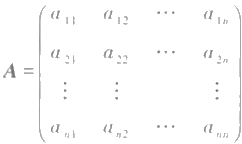 a₁₁ a₁₂ ⋯ a₁ₙ
a₂₁ a₂₂ ⋯ a₂ₙ
A = ⋮ ⋮ ⋮
aₙ₁ aₙ₂ ⋯ aₙₙ